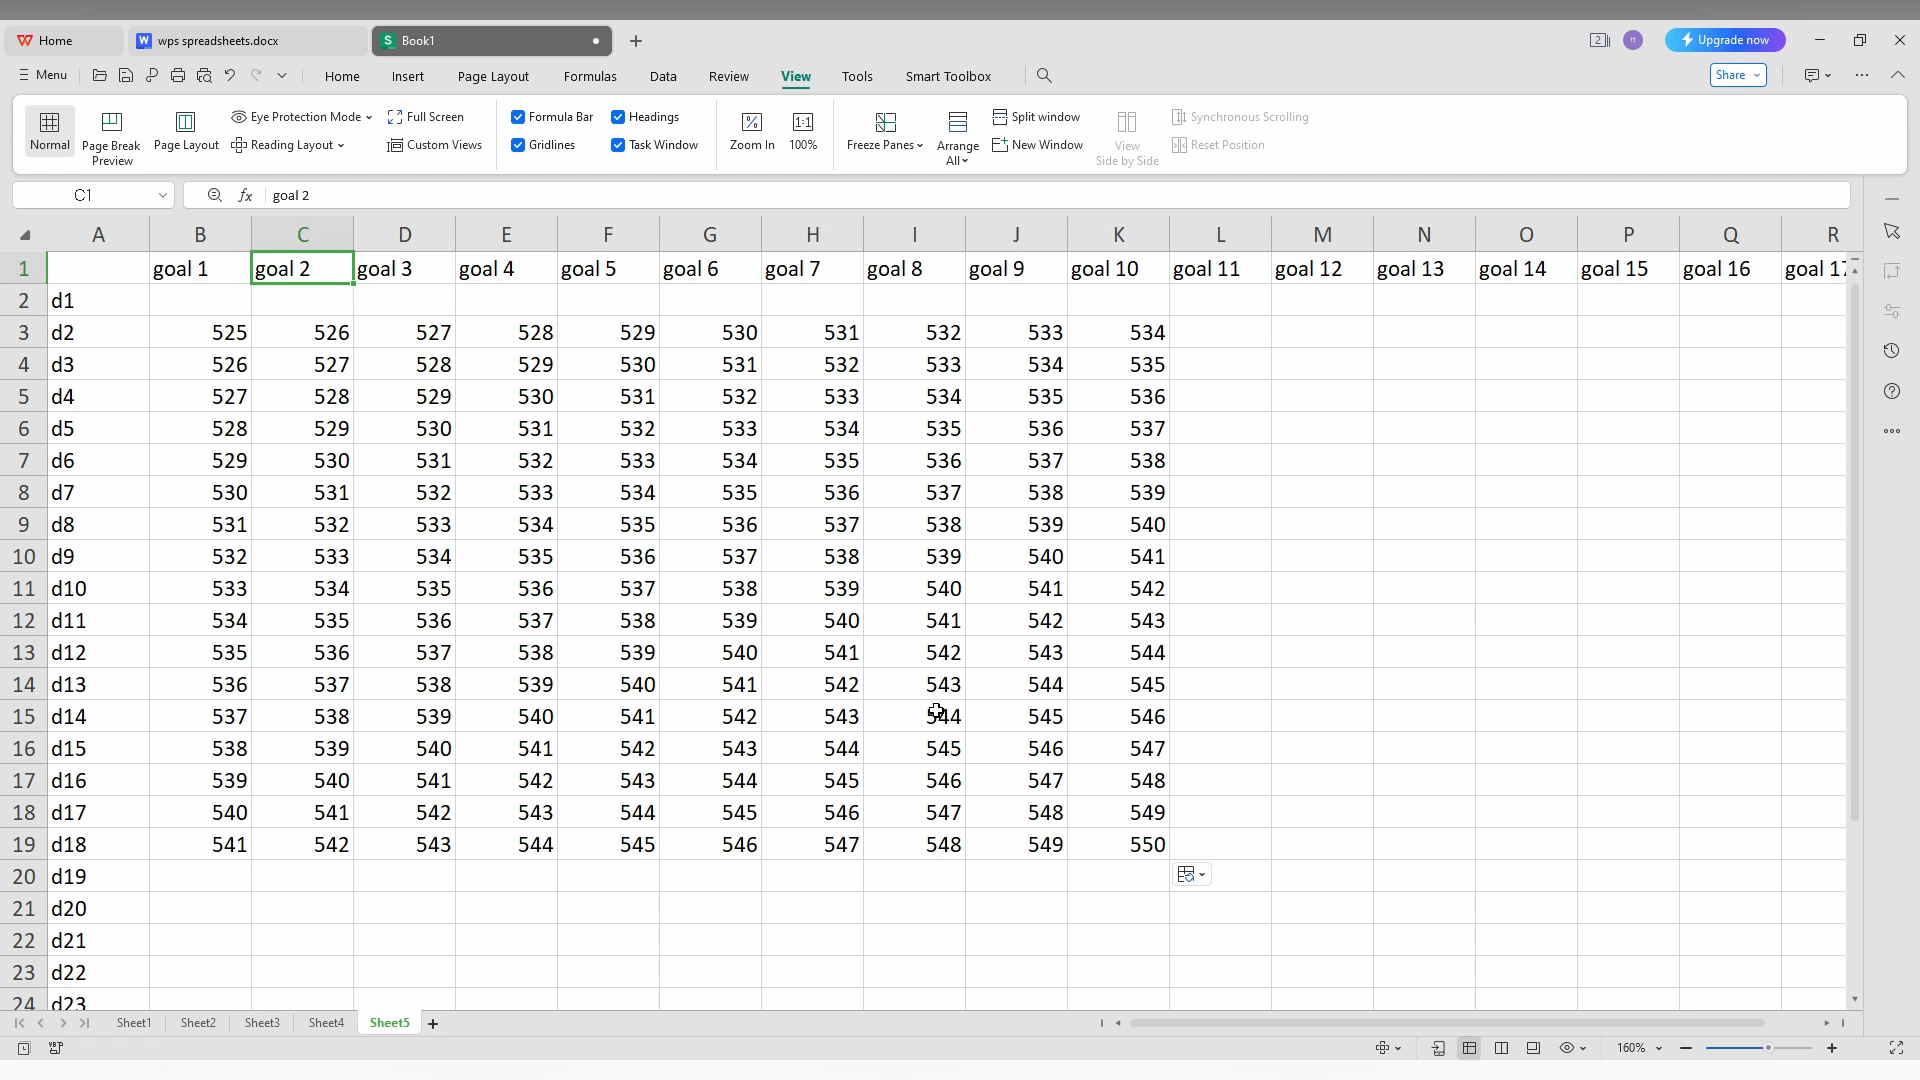 Home wps spreadsheets.docx Book1 Upgrade now
Menu Home Insert Page Layout Formulas Data Review View Tools Smart Toolbox Share
Normal Page Break Preview Page Layout Eye Protection Mode Reading Layout Full Screen Custom Views Formula Bar Gridlines Headings Task Window Zoom In 100% Freeze Panes Arrange All Split window New Window View Side by Side Synchronous Scrolling Reset Position
C1 fx goal 2
A B C D E F G H I J K L M N O P Q R
1 goal 1 goal 2 goal 3 goal 4 goal 5 goal 6 goal 7 goal 8 goal 9 goal 10 goal 11 goal 12 goal 13 goal 14 goal 15 goal 16 goal 17
2 d1
3 d2 525 526 527 528 529 530 531 532 533 534
4 d3 526 527 528 529 530 531 532 533 534 535
5 d4 527 528 529 530 531 532 533 534 535 536
6 d5 528 529 530 531 532 533 534 535 536 537
7 d6 529 530 531 532 533 534 535 536 537 538
8 d7 530 531 532 533 534 535 536 537 538 539
9 d8 531 532 533 534 535 536 537 538 539 540
10 d9 532 533 534 535 536 537 538 539 540 541
11 d10 533 534 535 536 537 538 539 540 541 542
12 d11 534 535 536 537 538 539 540 541 542 543
13 d12 535 536 537 538 539 540 541 542 543 544
14 d13 536 537 538 539 540 541 542 543 544 545
15 d14 537 538 539 540 541 542 543 544 545 546
16 d15 538 539 540 541 542 543 544 545 546 547
17 d16 539 540 541 542 543 544 545 546 547 548
18 d17 540 541 542 543 544 545 546 547 548 549
19 d18 541 542 543 544 545 546 547 548 549 550
20 d19
21 d20
22 d21
23 d22
24 d23
Sheet1 Sheet2 Sheet3 Sheet4 Sheet5
160%